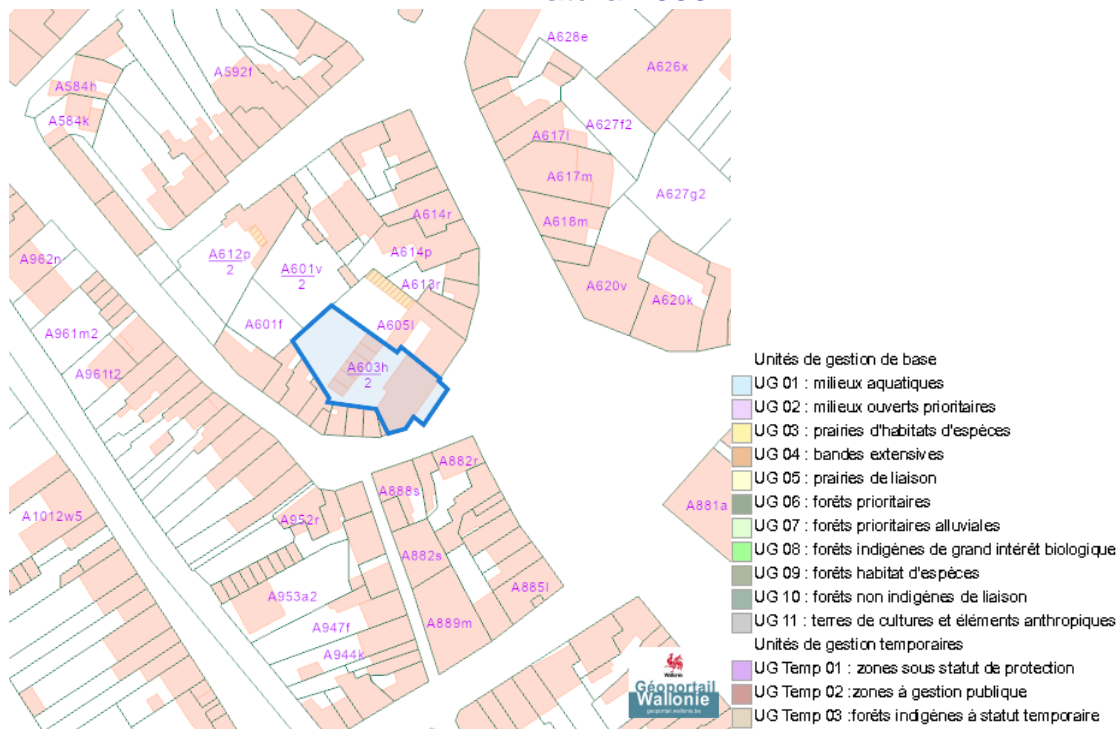 A628e
A626x
A592f
A584h
A584k
A627f2
A617l
A617m
A627g2
A614r
A618m
A962n
A612p
2
A601v
2
A614p
A613r
A620v
A620k
A601f
A605l
A961m2
A961t2
A603h
2
A882r
A888s
A881a
A1012w5
A952r
A882s
A953a2
A885l
A947f
A889m
A944k
Wallonie
Géoportail
Wallonie
geoportail.wallonie.be
Unités de gestion de base
UG 01 : milieux aquatiques
UG 02 : milieux ouverts prioritaires
UG 03 : prairies d'habitats d'espèces
UG 04 : bandes extensives
UG 05 : prairies de liaison
UG 06 : forêts prioritaires
UG 07 : forêts prioritaires alluviales
UG 08 : forêts indigènes de grand intérêt biologique
UG 09 : forêts habitat d'espèces
UG 10 : forêts non indigènes de liaison
UG 11 : terres de cultures et éléments anthropiques
Unités de gestion temporaires
UG Temp 01 : zones sous statut de protection
UG Temp 02 :zones à gestion publique
UG Temp 03 :forêts indigènes à statut temporaire